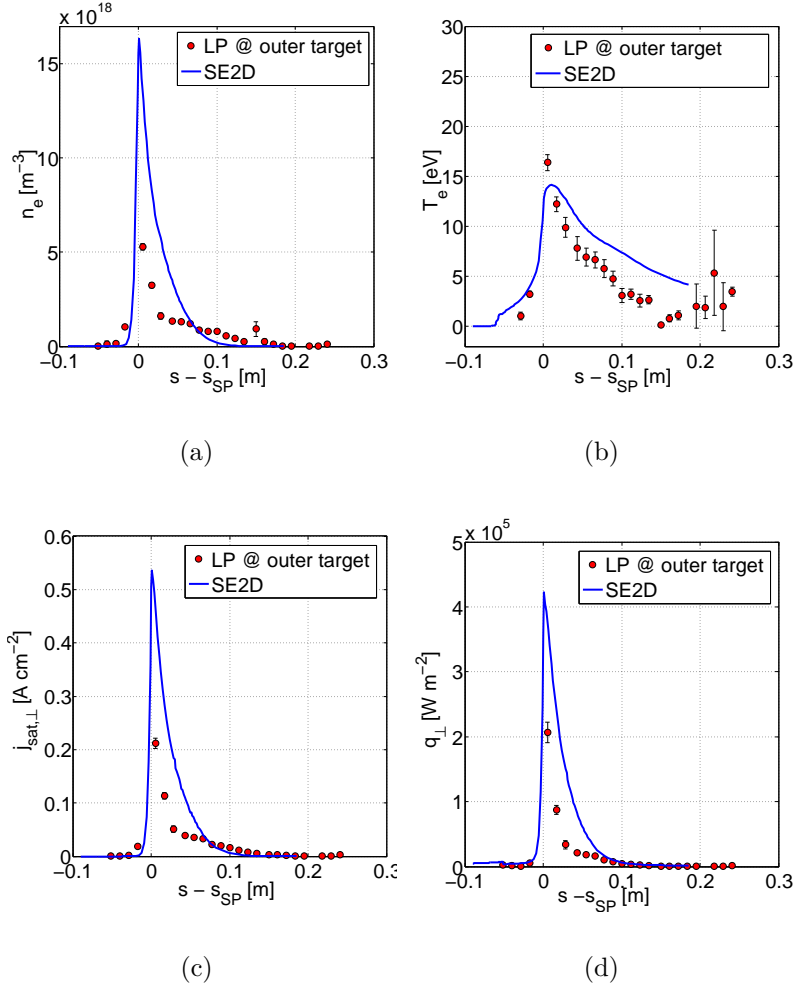 x 10^18
15
10
5
0
n_e [m^-3]
−0.1 0 0.1 0.2 0.3
s − s_SP [m]
LP @ outer target
SE2D
(a)
30
25
20
15
10
5
0
T_e [eV]
−0.1 0 0.1 0.2 0.3
s − s_SP [m]
LP @ outer target
SE2D
(b)
0.6
0.5
0.4
0.3
0.2
0.1
0
j_sat,⊥ [A cm^−2]
−0.1 0 0.1 0.2 0.3
s − s_SP [m]
LP @ outer target
SE2D
(c)
x 10^5
5
4
3
2
1
0
q_⊥ [W m^−2]
−0.1 0 0.1 0.2 0.3
s −s_SP [m]
LP @ outer target
SE2D
(d)